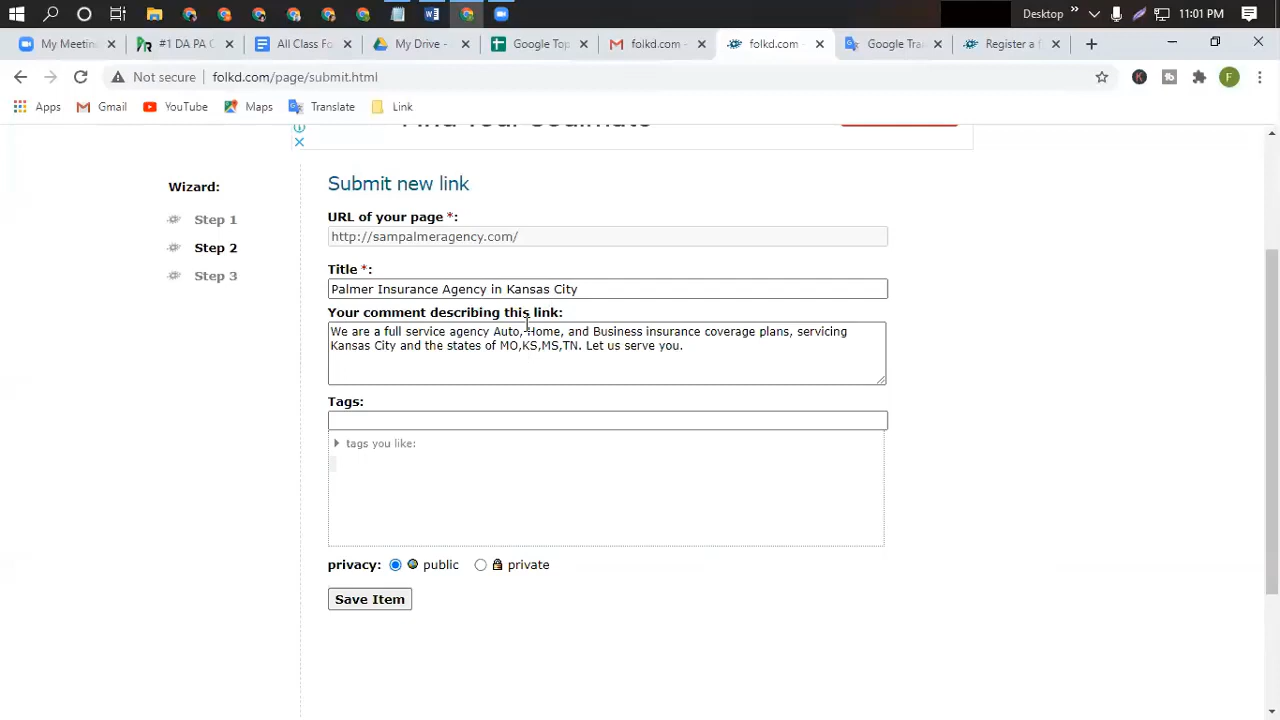 Desktop » 11:01 PM
My Meetin
#1 DA PA
All Class Fo
My Drive -
Google Top
folkd.com -
folkd.com -
Google Tra
Register a f
Not secure folkd.com/page/submit.html
F
Apps Gmail YouTube Maps Translate Link
Wizard:
Step 1
Step 2
Step 3
Submit new link
URL of your page *:
http://sampalmeragency.com/
Title *:
Palmer Insurance Agency in Kansas City
Your comment describing this link:
We are a full service agency Auto, Home, and Business insurance coverage plans, servicing
Kansas City and the states of MO,KS,MS,TN. Let us serve you.
Tags:
tags you like:
privacy: public private
Save Item